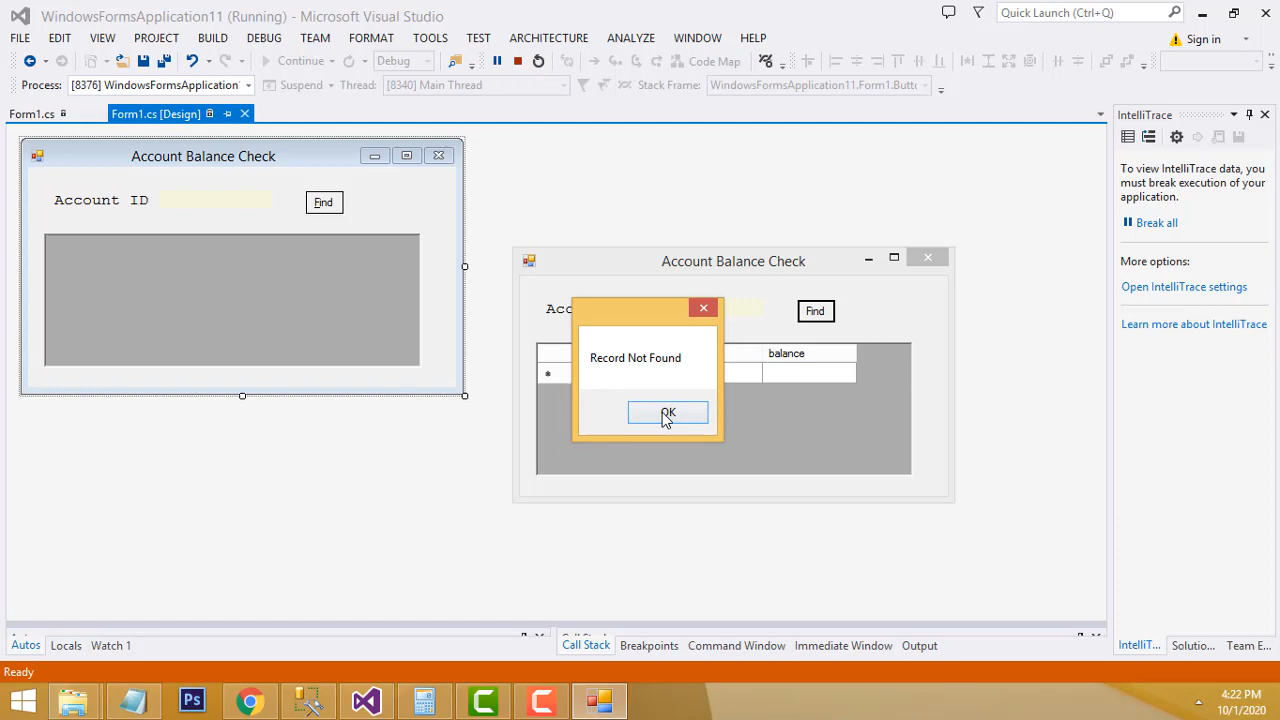 WindowsFormsApplication11 (Running) - Microsoft Visual Studio
Quick Launch (Ctrl+Q)
FILE EDIT VIEW PROJECT BUILD DEBUG TEAM FORMAT TOOLS TEST ARCHITECTURE ANALYZE WINDOW HELP
Sign in
Continue Debug Code Map
Process: [8376] WindowsFormsApplication Suspend Thread: [8340] Main Thread Stack Frame: WindowsFormsApplication11.Form1.Butto
Form1.cs Form1.cs [Design]
IntelliTrace
Account Balance Check
Account ID Find
To view IntelliTrace data, you
must break execution of your
application.
Break all
More options:
Open IntelliTrace settings
Learn more about IntelliTrace
Account Balance Check
Acco Find
balance
Record Not Found
OK
Autos Locals Watch 1
Call Stack Breakpoints Command Window Immediate Window Output
IntelliT... Solutio... Team E...
Ready
Ps
4:22 PM
10/1/2020